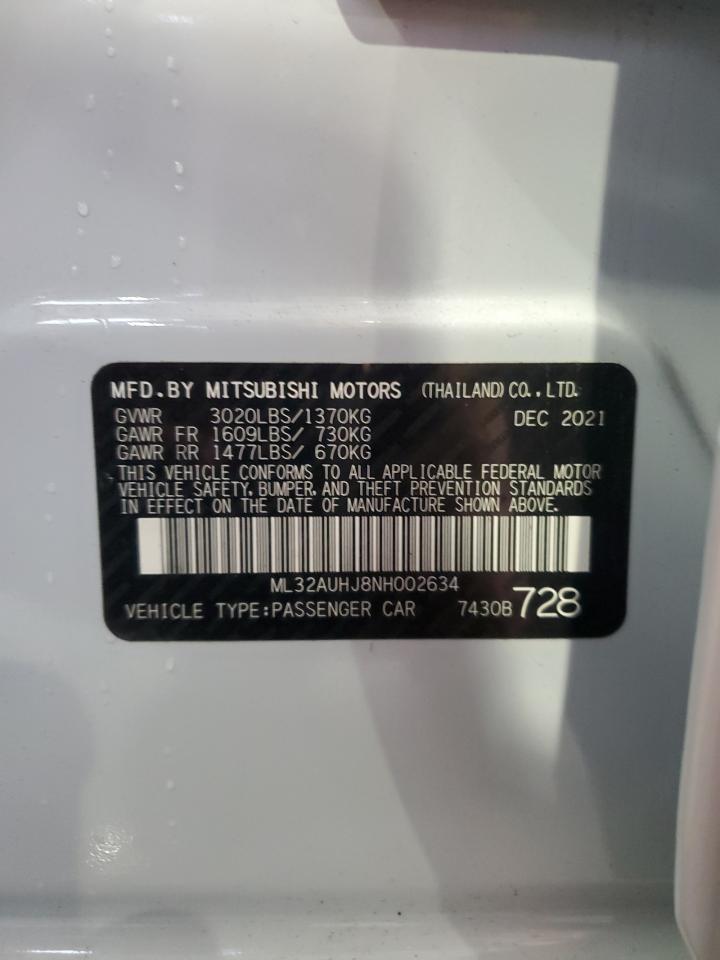 MFD.BY MITSUBISHI MOTORS (THAILAND) CO., LTD.
GVWR 3020LBS/1370KG DEC 2021
GAWR FR 1609LBS/ 730KG
GAWR RR 1477LBS/ 670KG
THIS VEHICLE CONFORMS TO ALL APPLICABLE FEDERAL MOTOR
VEHICLE SAFETY, BUMPER, AND THEFT PREVENTION STANDARDS
IN EFFECT ON THE DATE OF MANUFACTURE SHOWN ABOVE.
ML32AUHJ8NH002634
VEHICLE TYPE:PASSENGER CAR 7430B 728